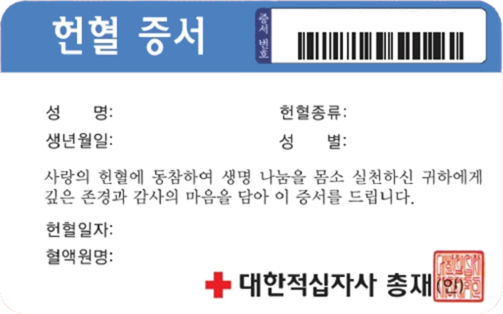 헌혈 증서
증서 번호
성 명:
헌혈종류:
생년월일:
성 별:
사랑의 헌혈에 동참하여 생명 나눔을 몸소 실천하신 귀하에게
깊은 존경과 감사의 마음을 담아 이 증서를 드립니다.
헌혈일자:
혈액원명:
대한적십자사 총재(인)